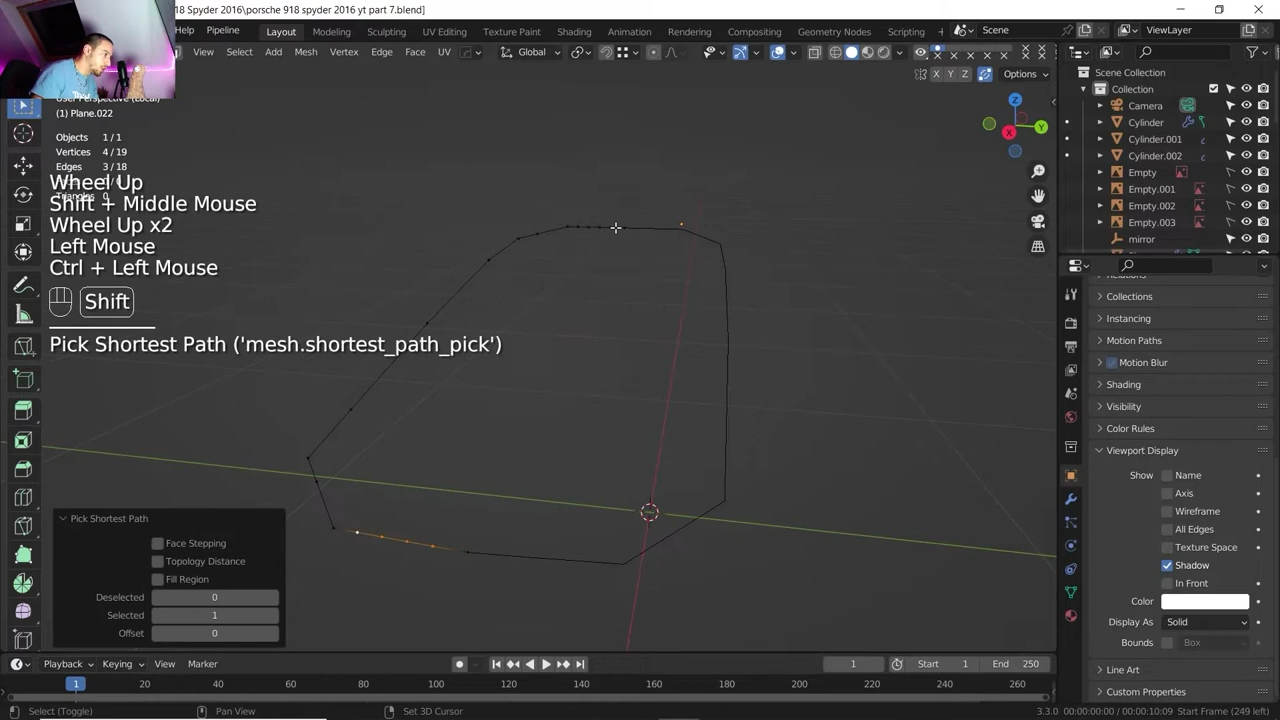 18 Spyder 2016\porsche 918 spyder 2016 yt part 7.blend]
Pipeline
Layout Modeling Sculpting UV Editing Texture Paint Shading Animation Rendering Compositing Geometry Nodes Scripting Scene ViewLayer
View Select Add Mesh Vertex Edge Face UV Global
X Y Z Options
(Local)
(1) Plane.022
Objects 1/1
Vertices 4/19
Edges 3/18
Triangles
Wheel Up
Shift + Middle Mouse
Wheel Up x2
Left Mouse
Ctrl + Left Mouse
Shift
Pick Shortest Path ('mesh.shortest_path_pick')
Z
X
Y
Scene Collection
Collection
Camera
Cylinder
Cylinder.001
Cylinder.002
Empty
Empty.001
Empty.002
Empty.003
mirror
Relations
Collections
Instancing
Motion Paths
Motion Blur
Shading
Visibility
Color Rules
Viewport Display
Show Name
Axis
Wireframe
All Edges
Texture Space
Shadow
In Front
Color
Display As Solid
Bounds Box
Line Art
Custom Properties
Pick Shortest Path
Face Stepping
Topology Distance
Fill Region
Deselected 0
Selected 1
Offset 0
Playback Keying View Marker 1 Start 1 End 250
1 20 40 60 80 100 120 140 160 180 200 220 240 260
Select (Toggle) Pan View Set 3D Cursor 3.3.0 00:00:00:00 / 00:00:10:09 Start Frame (249 left)